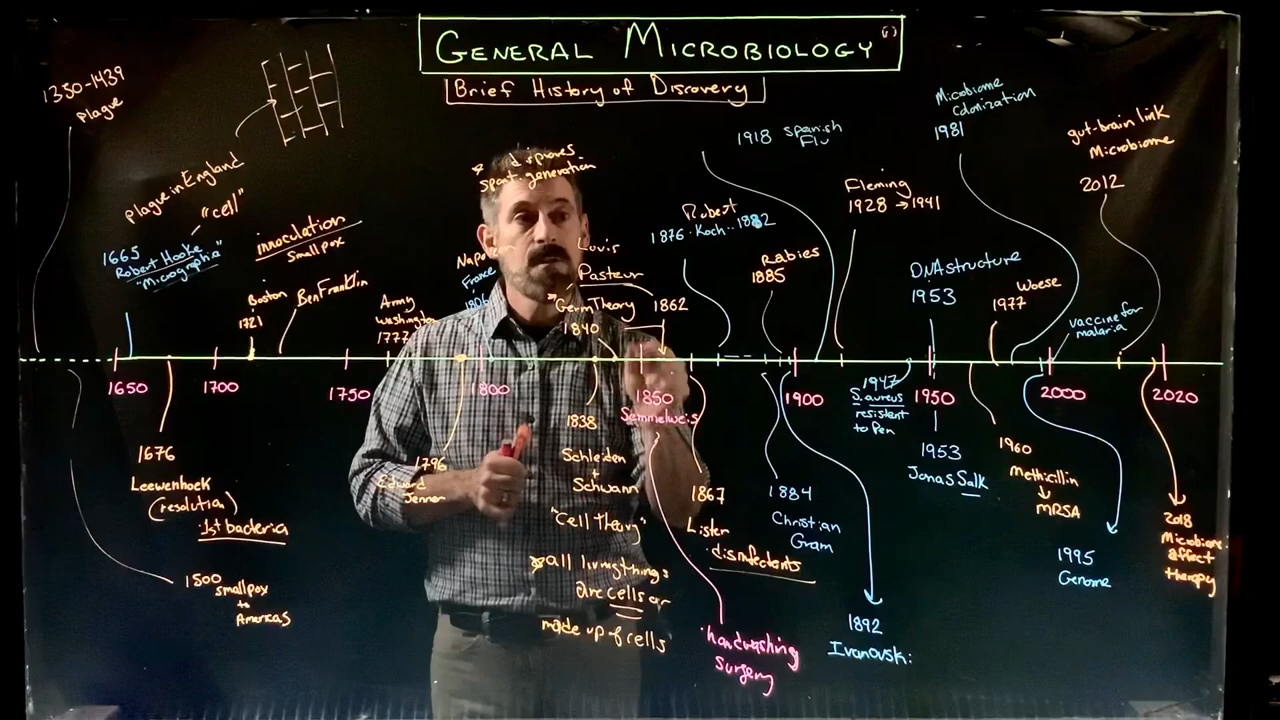 GENERAL MICROBIOLOGY (1)
Brief History of Discovery
1350-1439
plague
plague in England
"cell"
1665
Robert Hooke
"Micrographia"
innoculation
smallpox
Boston
1721
Ben Franklin
Army
Washington
1777
Napoleon
France
1806
* disproves
spont. generation
Louis
Pasteur
* Germ Theory
1840
1862
1918 Spanish
Flu
Robert
1876 Koch 1882
Rabies
1885
Fleming
1928 → 1941
Microbiome
Colonization
1981
DNA structure
1953
Woese
1977
gut-brain link
Microbiome
2012
vaccine for
malaria
1650
1700
1750
1800
1850
1900
1950
2000
2020
1676
Leewenhoek
(resolution)
1st bacteria
1500
smallpox
to
Americas
1796
Edward
Jenner
1838
Schleiden
+
Schwann
"Cell Theory"
all living things
are cells or
made up of cells
Semmelweis
handwashing
surgery
1867
Lister
disinfectants
1884
Christian
Gram
1892
Ivanovski
1947
S. aureus
resistent
to Pen
1953
Jonas Salk
1960
Methicillin
↓
MRSA
1995
Genome
2018
Microbiome
affect
therapy